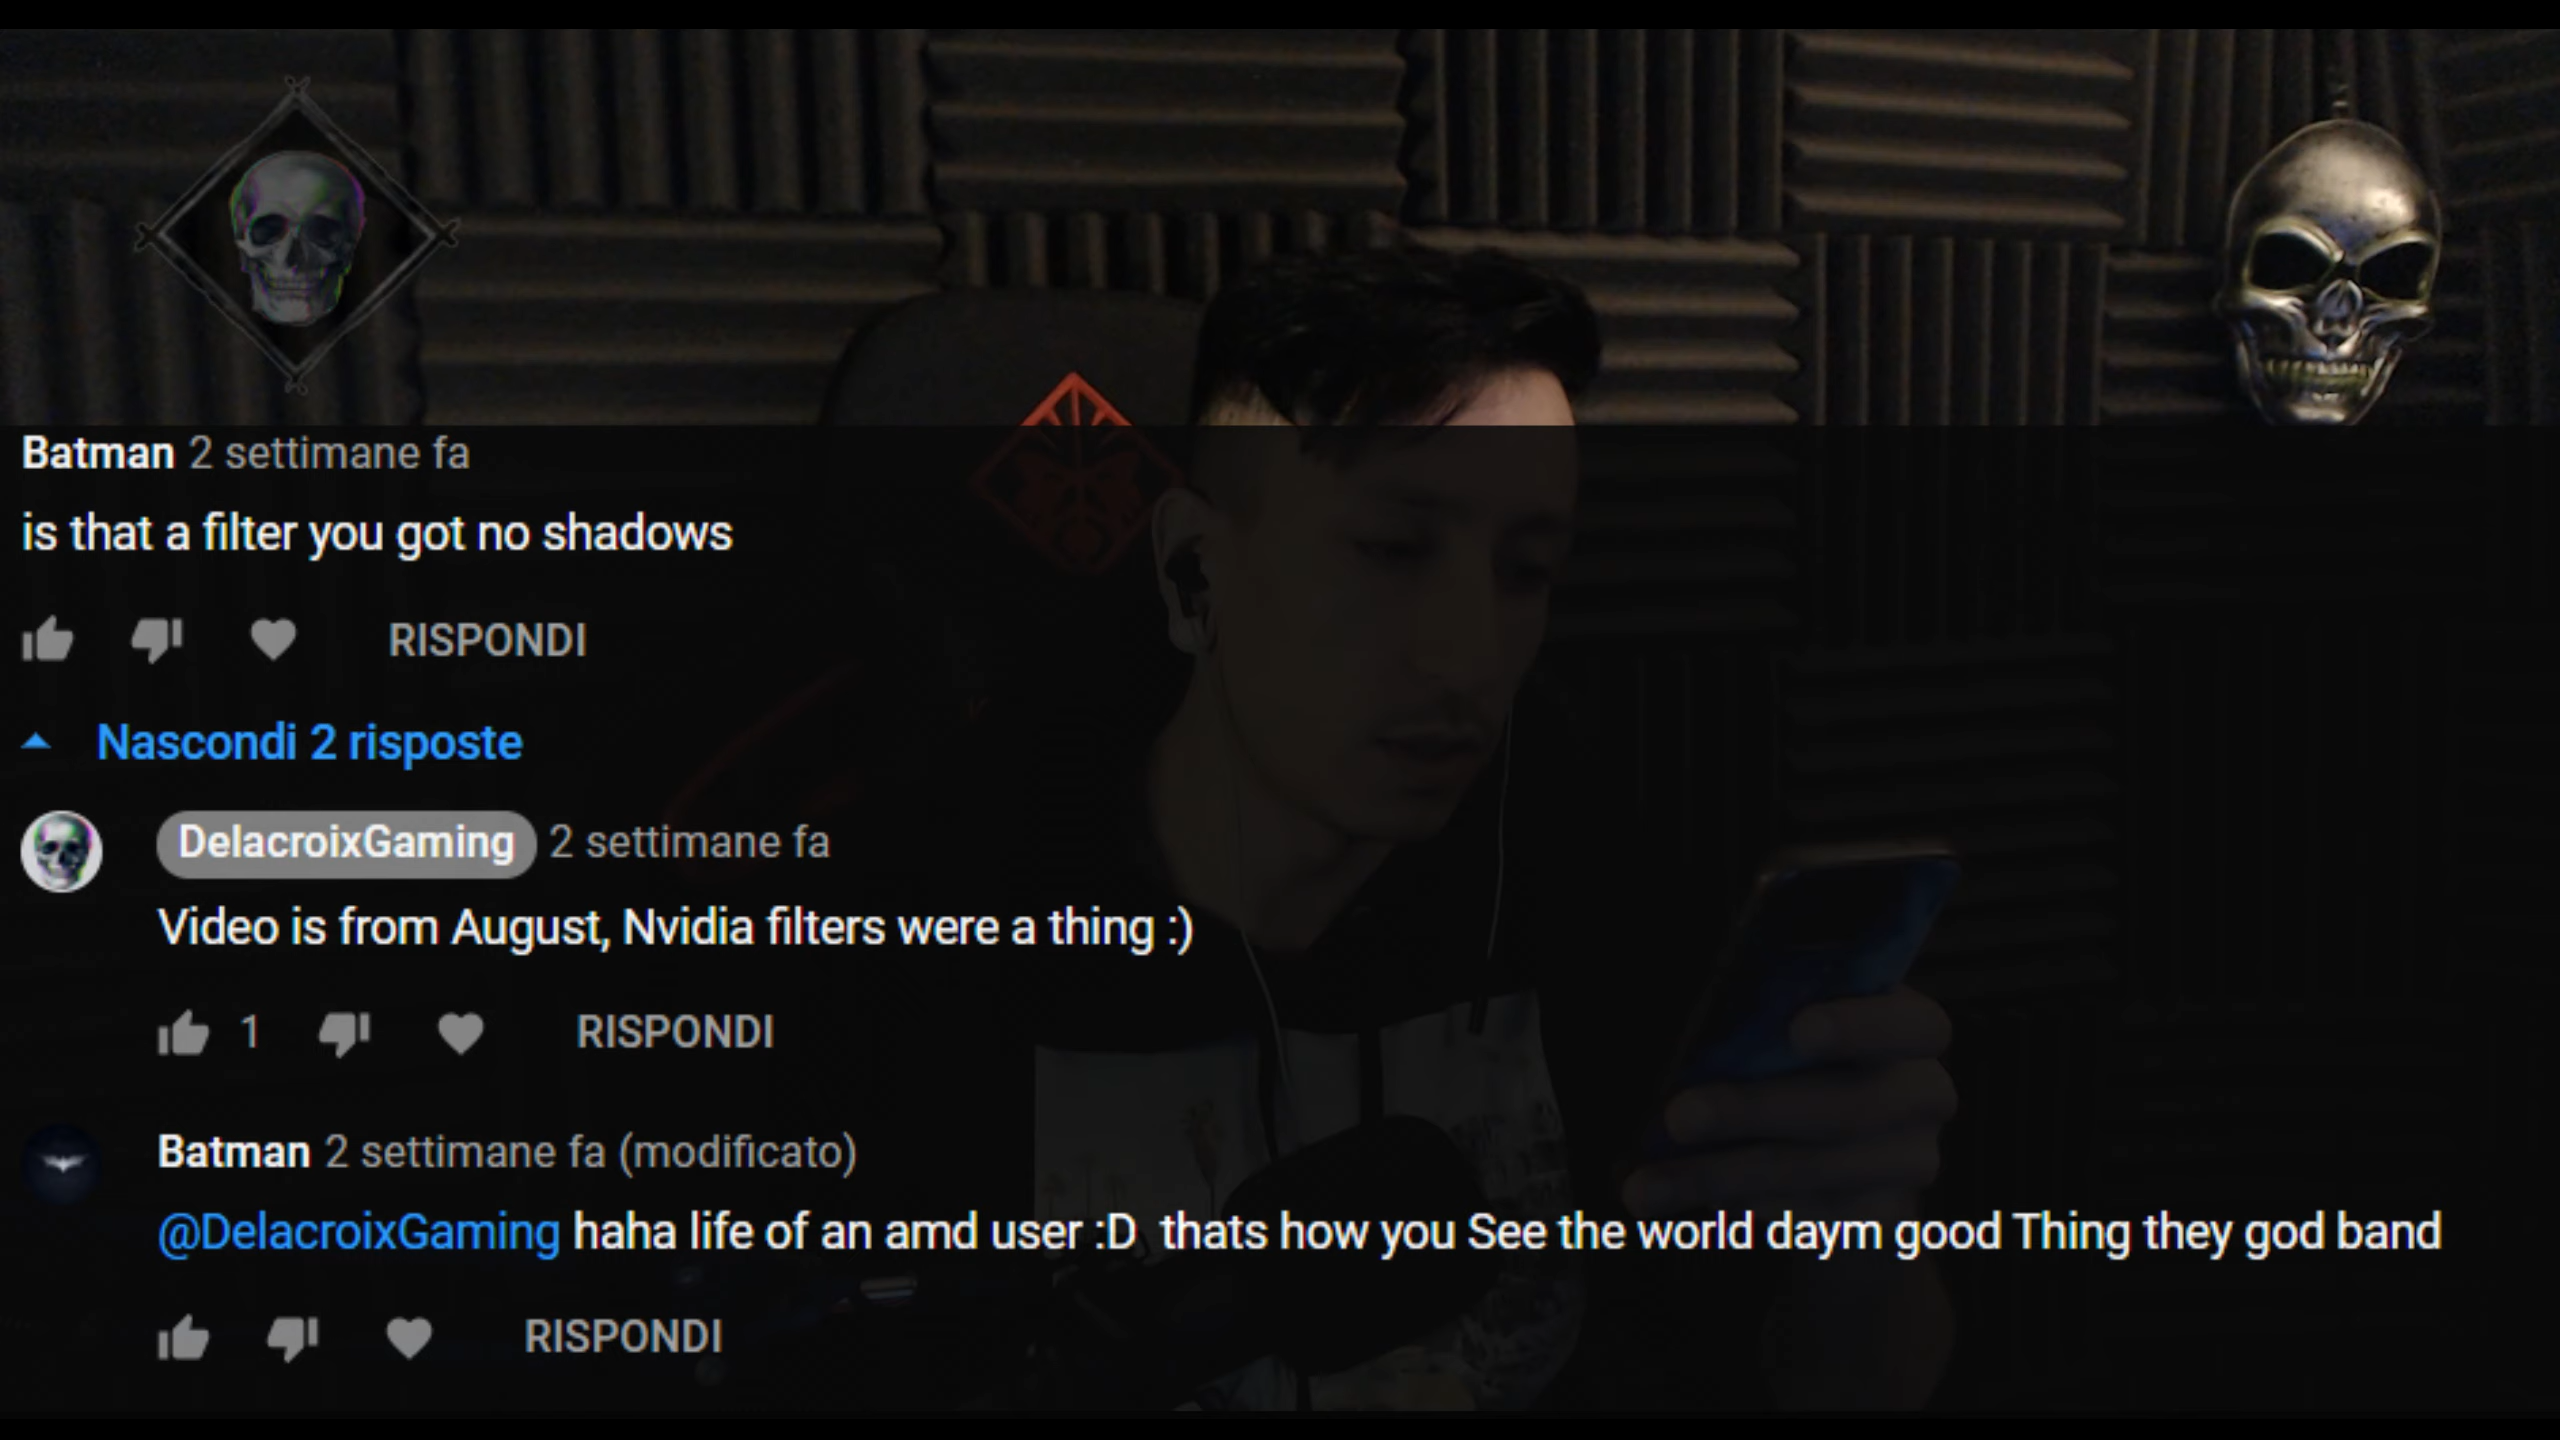 Batman 2 settimane fa
is that a filter you got no shadows
RISPONDI
Nascondi 2 risposte
DelacroixGaming 2 settimane fa
Video is from August, Nvidia filters were a thing :)
1 RISPONDI
Batman 2 settimane fa (modificato)
@DelacroixGaming haha life of an amd user :D thats how you See the world daym good Thing they god band
RISPONDI